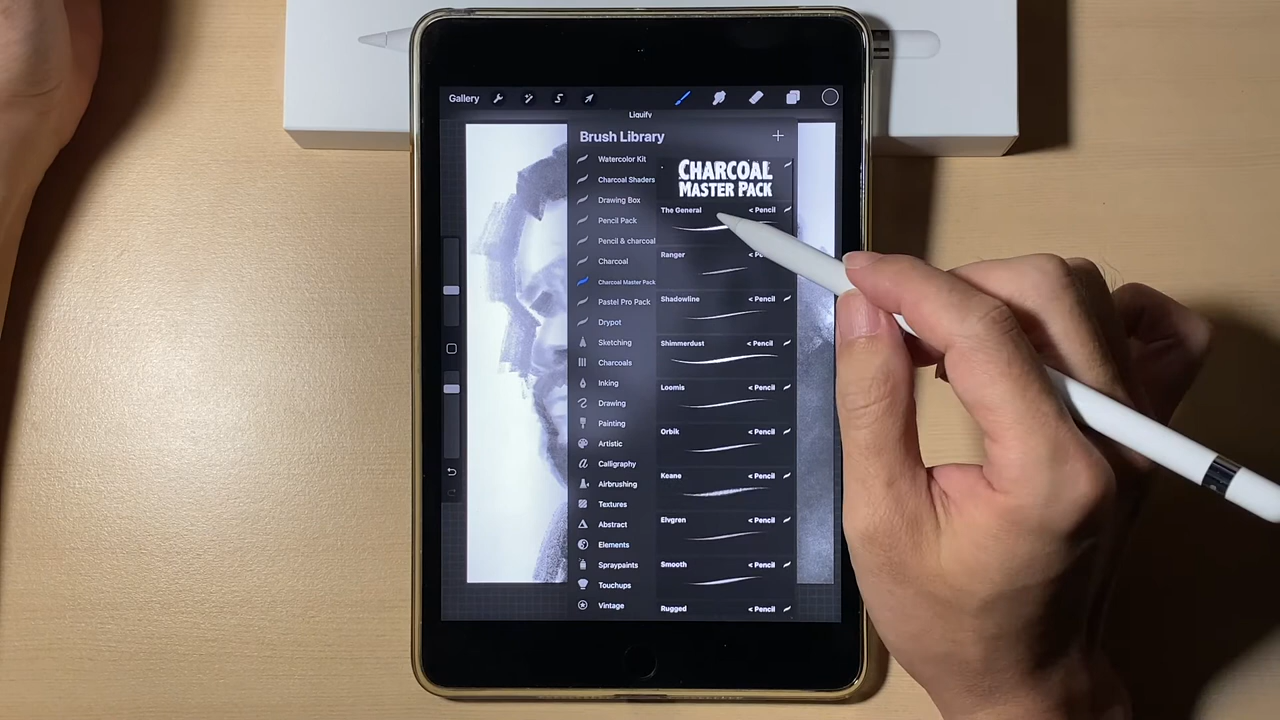 Gallery
Liquify
Brush Library
Watercolor Kit
Charcoal Shaders
Drawing Box
Pencil Pack
Pencil & charcoal
Charcoal
Charcoal Master Pack
Pastel Pro Pack
Drypot
Sketching
Charcoals
Inking
Drawing
Painting
Artistic
Calligraphy
Airbrushing
Textures
Abstract
Elements
Spraypaints
Touchups
Vintage
CHARCOAL
MASTER PACK
The General < Pencil
Ranger
Shadowline < Pencil
Shimmerdust < Pencil
Loomis < Pencil
Orbik < Pencil
Keane < Pencil
Elvgren < Pencil
Smooth < Pencil
Rugged < Pencil